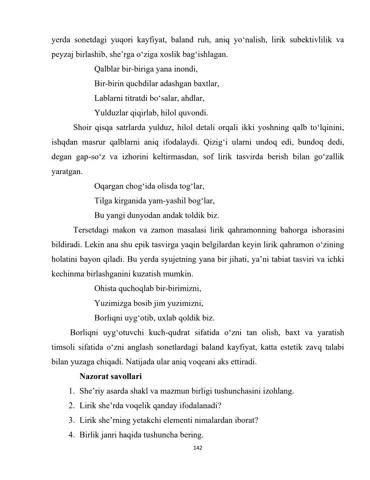 yerda sonetdagi yuqori kayfiyat, baland ruh, aniq yo‘nalish, lirik subektivlilik va
peyzaj birlashib, she’rga o‘ziga xoslik bag‘ishlagan.
Qalblar bir-biriga yana inondi,
Bir-birin quchdilar adashgan baxtlar,
Lablarni titratdi bo‘salar, ahdlar,
Yulduzlar qiqirlab, hilol quvondi.
Shoir qisqa satrlarda yulduz, hilol detali orqali ikki yoshning qalb to‘lqinini,
ishqdan masrur qalblarni aniq ifodalaydi. Qizig‘i ularni undoq edi, bundoq dedi,
degan gap-so‘z va izhorini keltirmasdan, sof lirik tasvirda berish bilan go‘zallik
yaratgan.
Oqargan chog‘ida olisda tog‘lar,
Tilga kirganida yam-yashil bog‘lar,
Bu yangi dunyodan andak toldik biz.
Tersetdagi makon va zamon masalasi lirik qahramonning bahorga ishorasini
bildiradi. Lekin ana shu epik tasvirga yaqin belgilardan keyin lirik qahramon o‘zining
holatini bayon qiladi. Bu yerda syujetning yana bir jihati, ya’ni tabiat tasviri va ichki
kechinma birlashganini kuzatish mumkin.
Ohista quchoqlab bir-birimizni,
Yuzimizga bosib jim yuzimizni,
Borliqni uyg‘otib, uxlab qoldik biz.
Borliqni uyg‘otuvchi kuch-qudrat sifatida o‘zni tan olish, baxt va yaratish
timsoli sifatida o‘zni anglash sonetlardagi baland kayfiyat, katta estetik zavq talabi
bilan yuzaga chiqadi. Natijada ular aniq voqeani aks ettiradi.
Nazorat savollari
1. She’riy asarda shakl va mazmun birligi tushunchasini izohlang.
2. Lirik she’rda voqelik qanday ifodalanadi?
3. Lirik she’rning yetakchi elementi nimalardan iborat?
4. Birlik janri haqida tushuncha bering.
142